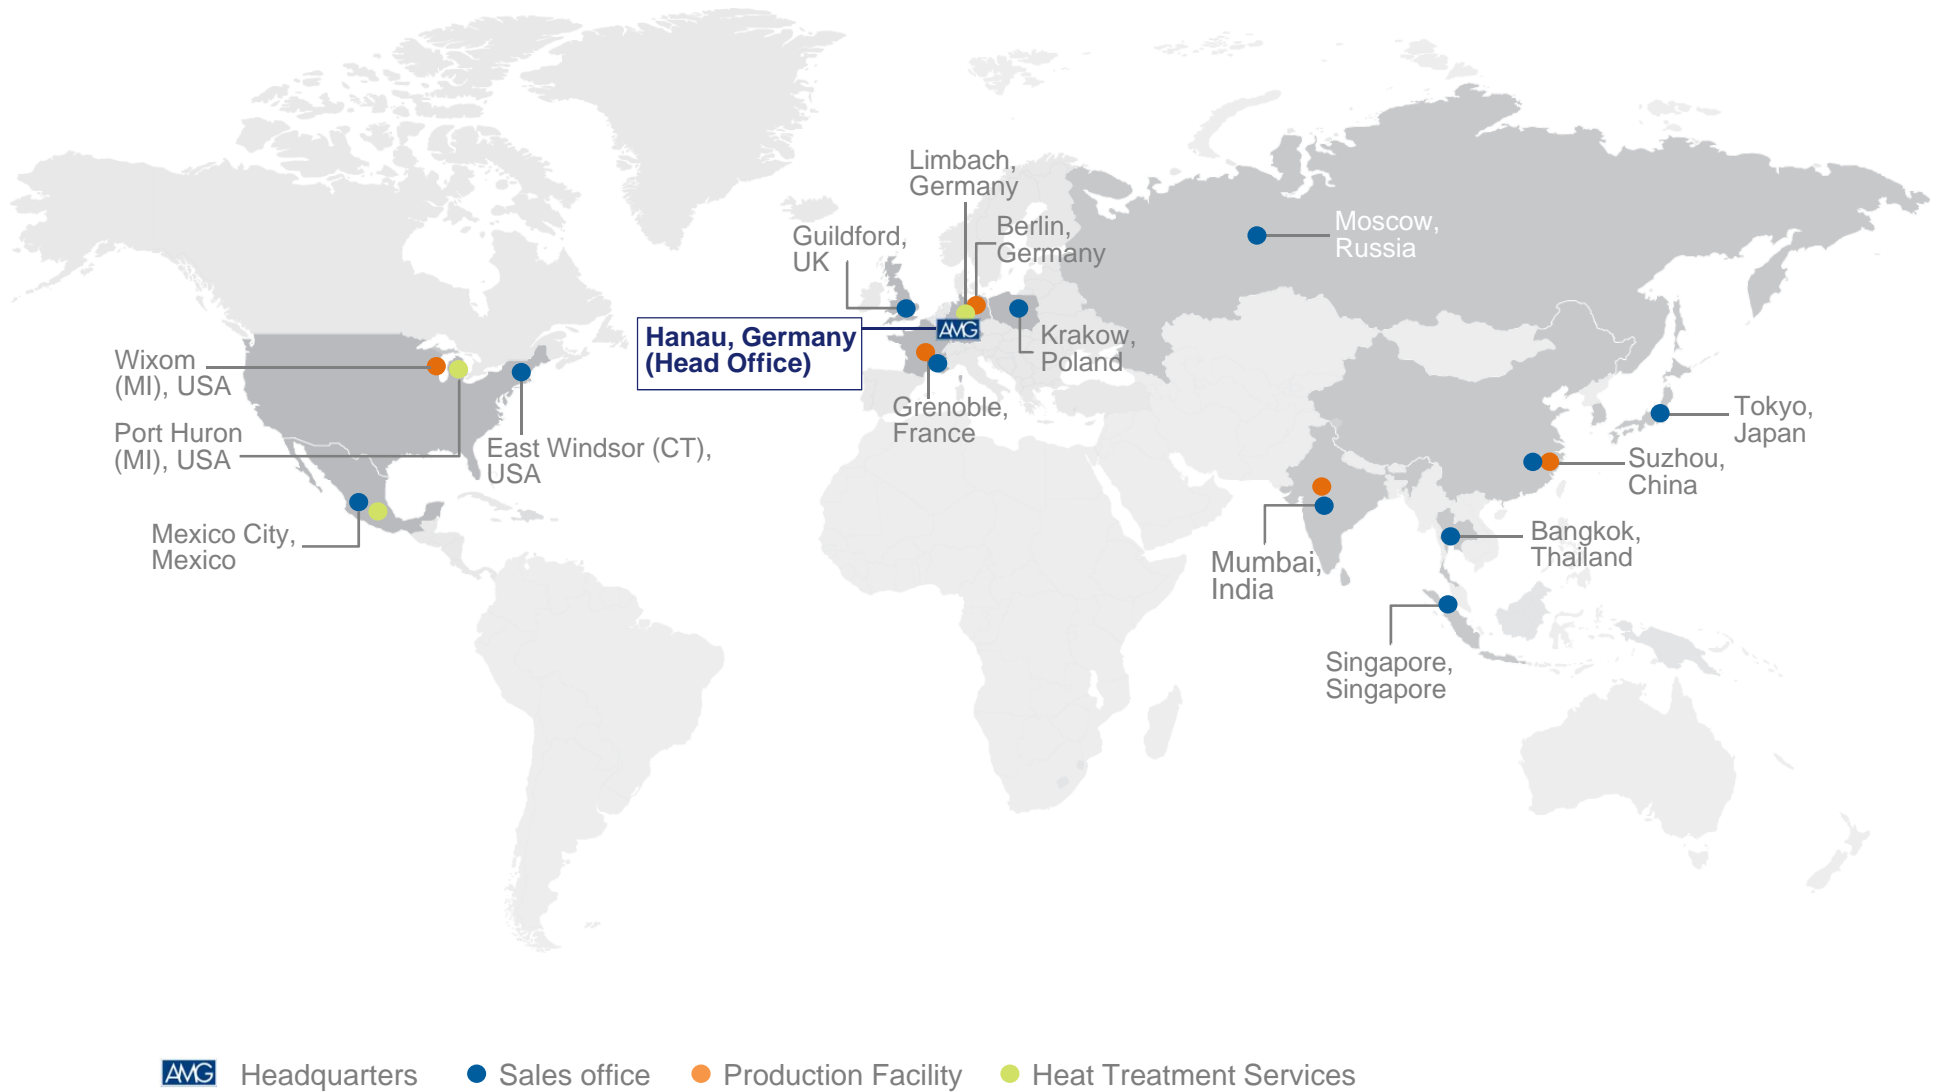 Limbach,
Germany
Berlin,
Germany
Guildford,
UK
Moscow,
Russia
Hanau, Germany
(Head Office)
AMG
Krakow,
Poland
Grenoble,
France
Wixom
(MI), USA
Port Huron
(MI), USA
East Windsor (CT),
USA
Mexico City,
Mexico
Tokyo,
Japan
Suzhou,
China
Bangkok,
Thailand
Mumbai,
India
Singapore,
Singapore
AMG Headquarters Sales office Production Facility Heat Treatment Services